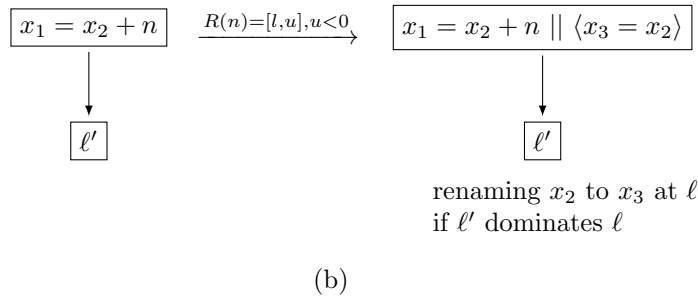 x₁ = x₂ + n
R(n)=[l,u],u<0
x₁ = x₂ + n || ⟨x₃ = x₂⟩
ℓ′
ℓ′
renaming x₂ to x₃ at ℓ
if ℓ′ dominates ℓ
(b)